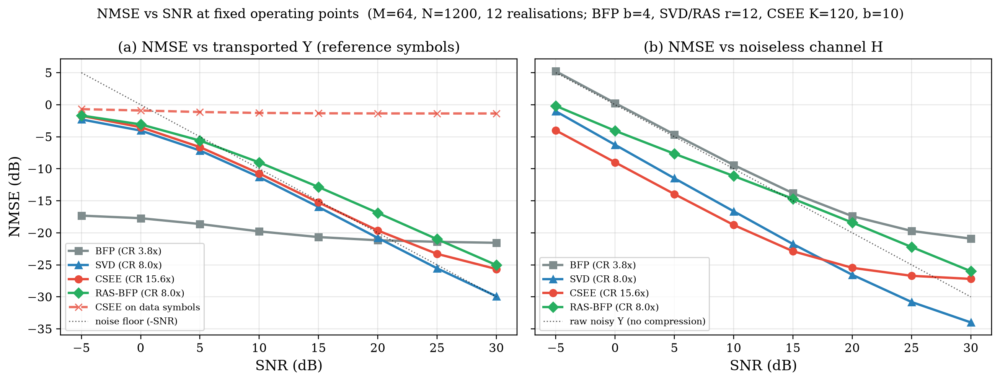 NMSE vs SNR at fixed operating points (M=64, N=1200, 12 realisations; BFP b=4, SVD/RAS r=12, CSEE K=120, b=10)
(a) NMSE vs transported Y (reference symbols)
NMSE (dB)
5
0
−5
−10
−15
−20
−25
−30
−35
BFP (CR 3.8x)
SVD (CR 8.0x)
CSEE (CR 15.6x)
RAS-BFP (CR 8.0x)
CSEE on data symbols
noise floor (-SNR)
−5 0 5 10 15 20 25 30
SNR (dB)
(b) NMSE vs noiseless channel H
BFP (CR 3.8x)
SVD (CR 8.0x)
CSEE (CR 15.6x)
RAS-BFP (CR 8.0x)
raw noisy Y (no compression)
−5 0 5 10 15 20 25 30
SNR (dB)